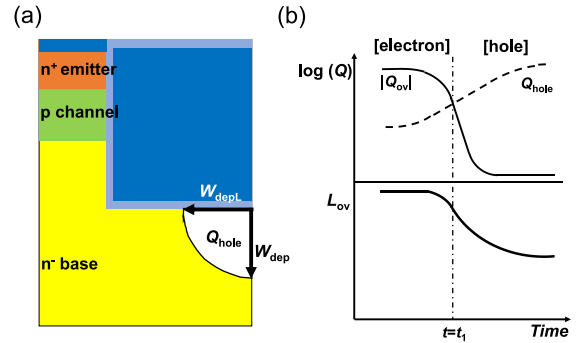 (a)
n+ emitter
p channel
WdepL
Qhole
Wdep
n- base
(b)
[electron] [hole]
log (Q)
|Qov|
Qhole
Lov
t=t1
Time